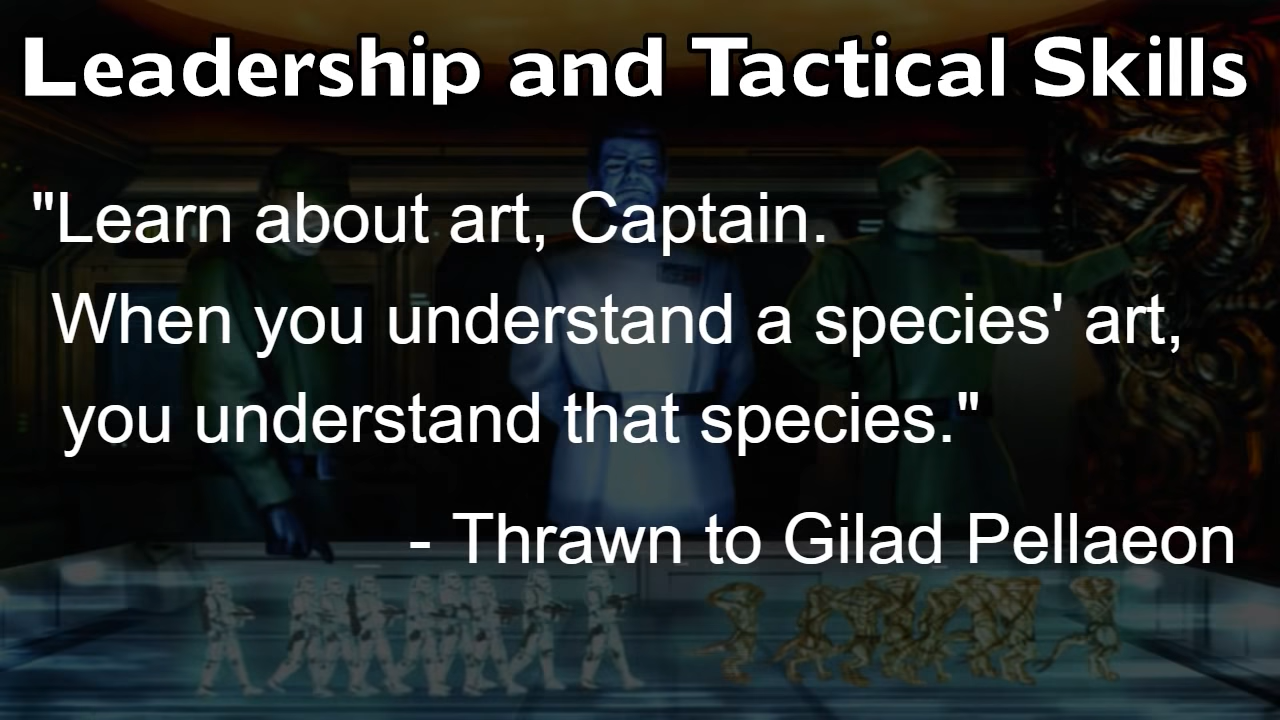 Leadership and Tactical Skills
"Learn about art, Captain.
When you understand a species' art,
you understand that species."
- Thrawn to Gilad Pellaeon